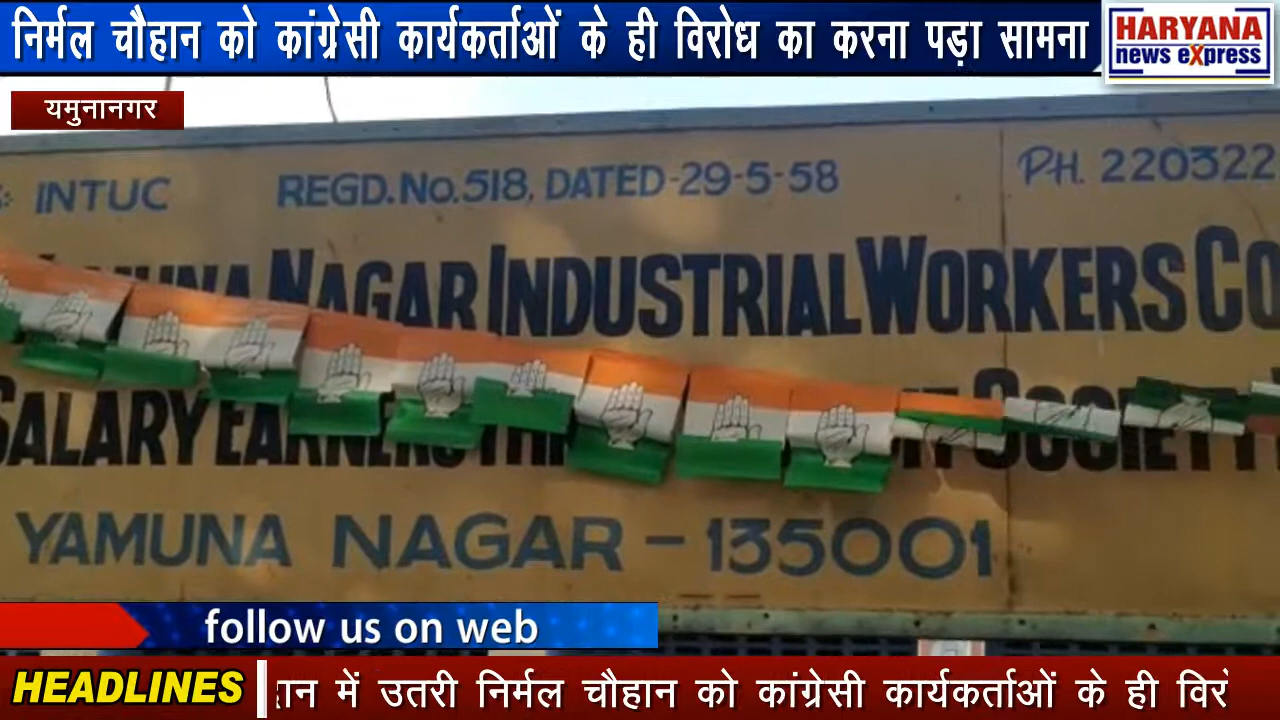 निर्मल चौहान को कांग्रेसी कार्यकर्ताओं के ही विरोध का करना पड़ा सामना
HARYANA
news eXpress
यमुनानगर
INTUC REGD. No. 518, DATED-29-5-58 PH. 220322
YAMUNA NAGAR INDUSTRIAL WORKERS CO
SALARY EARNERS SOCIETY
YAMUNA NAGAR - 135001
follow us on web
HEADLINES में उतरी निर्मल चौहान को कांग्रेसी कार्यकर्ताओं के ही